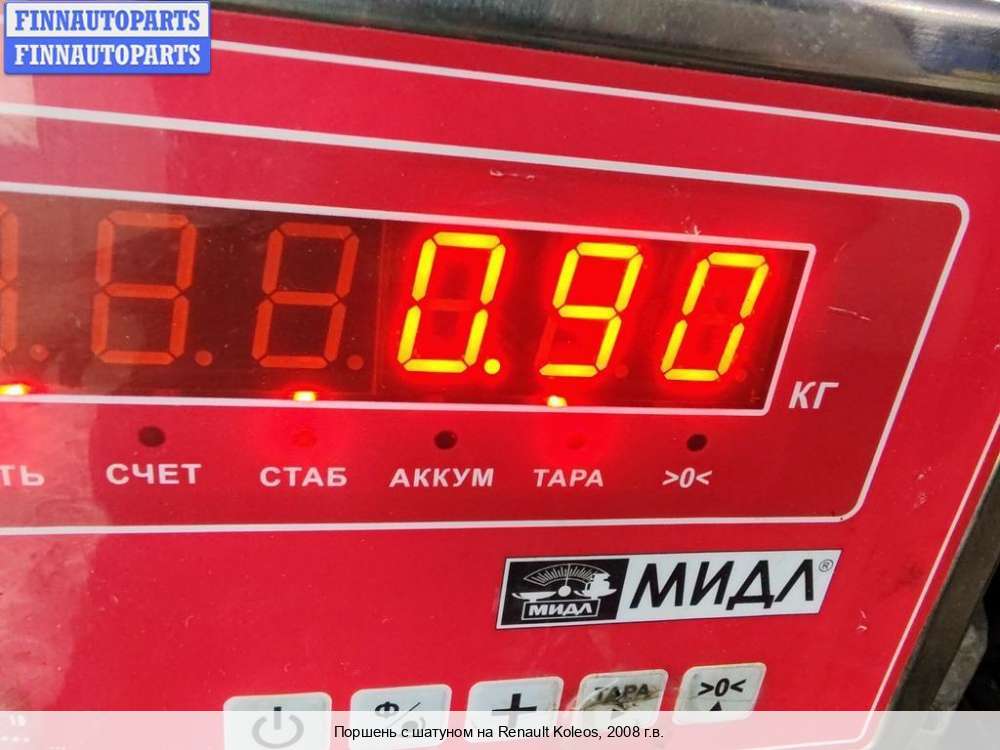 FINNAUTOPARTS
FINNAUTOPARTS
0.90
КГ
ТЬ СЧЕТ СТАБ АККУМ ТАРА >0<
МИДЛ МИДЛ®
Ф/ + ТАРА >0<
Поршень с шатуном на Renault Koleos, 2008 г.в.